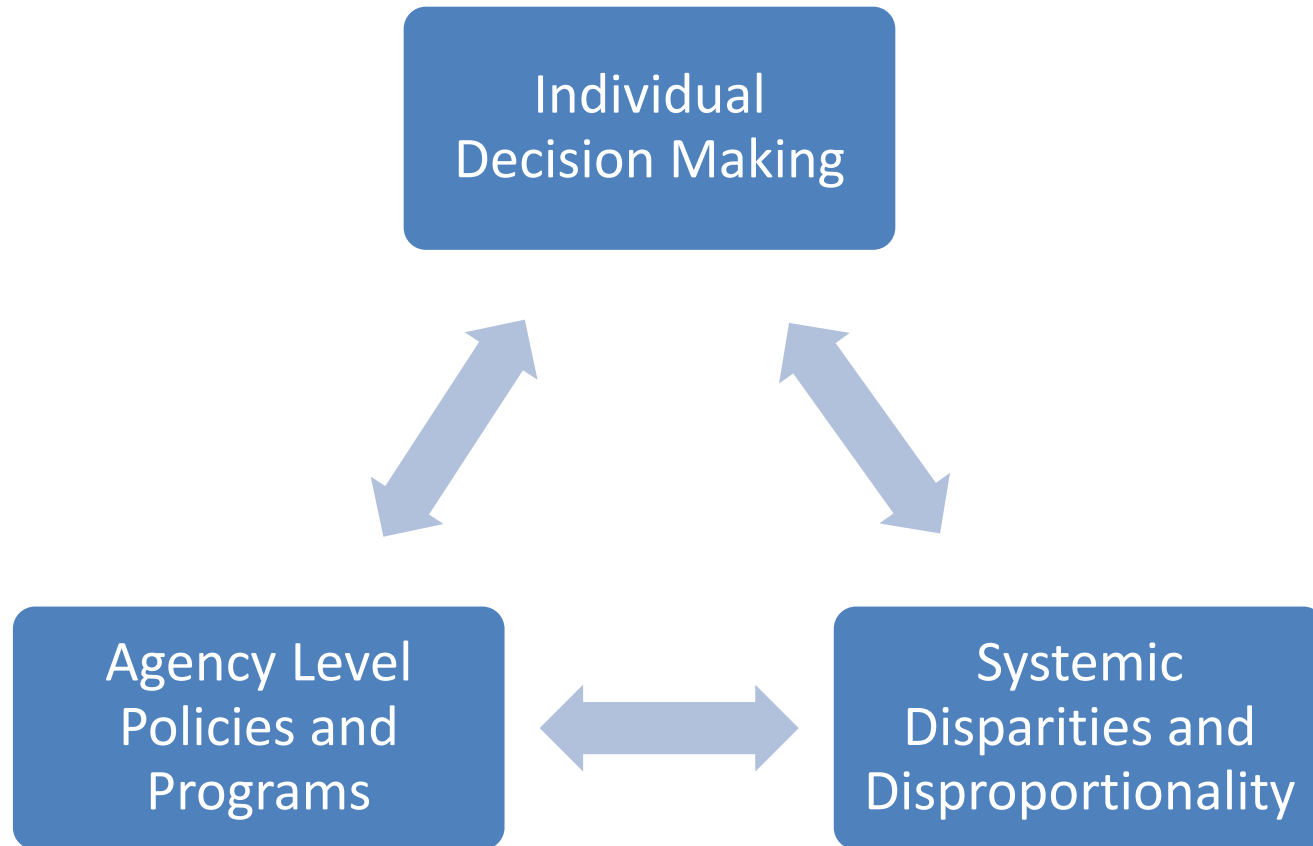 Individual
Decision Making
Agency Level
Policies and
Programs
Systemic
Disparities and
Disproportionality